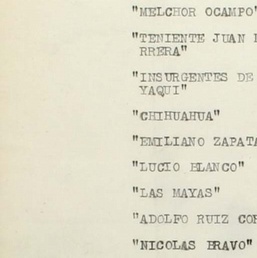 "MELCHOR OCAMPO"
"TENIENTE JUAN
RRERA"
"INSURGENTES DE
YAQUI"
"CHIHUAHUA"
"EMILIANO ZAPATA
"LUCIO BLANCO"
"LAS MAYAS"
"ADOLFO RUIZ COR
"NICOLAS BRAVO"